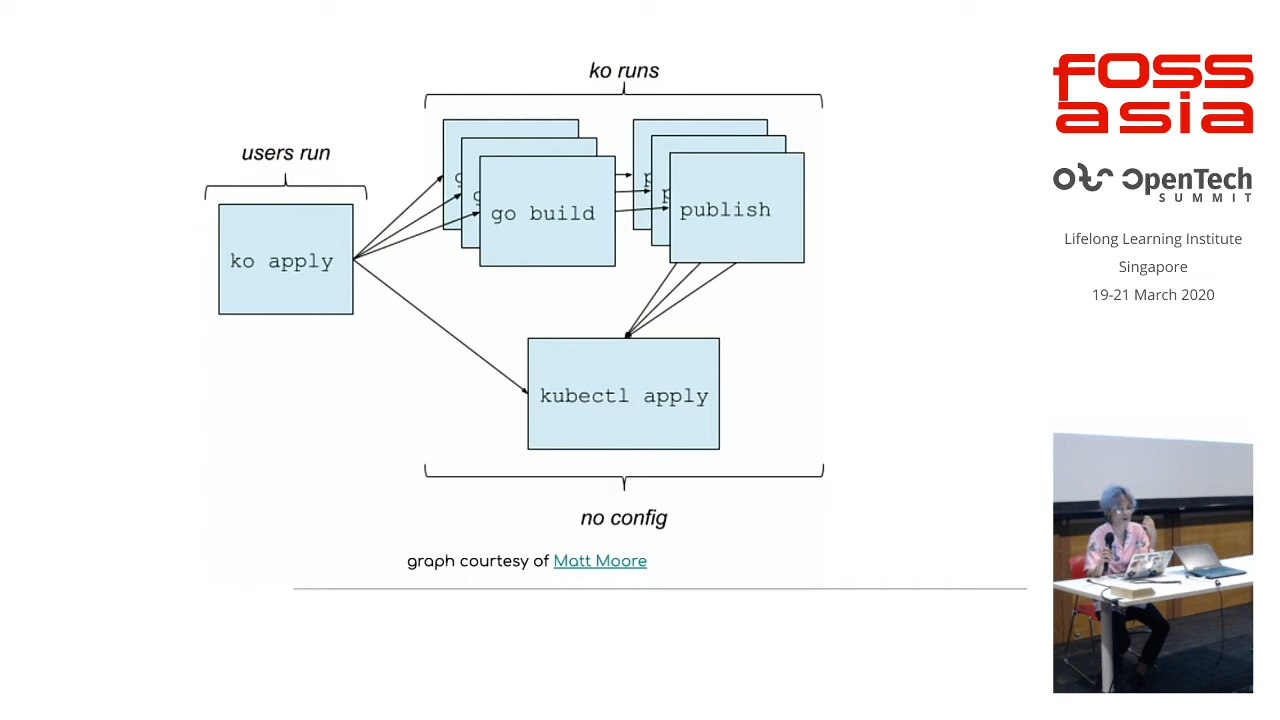 ko runs
users run
ko apply
g
g
go build
p
p
publish
kubectl apply
no config
graph courtesy of Matt Moore
FOSS
asia
OpenTech
SUMMIT
Lifelong Learning Institute
Singapore
19-21 March 2020